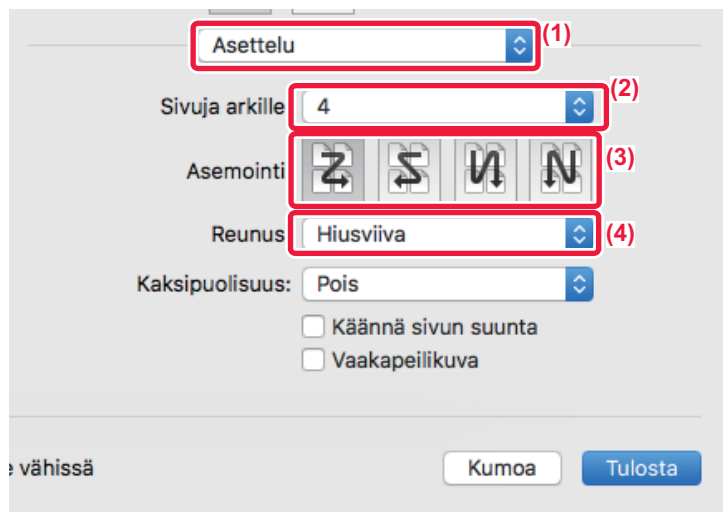 Asettelu (1)
Sivuja arkille 4 (2)
Asemointi (3)
Reunus Hiusviiva (4)
Kaksipuolisuus: Pois
Käännä sivun suunta
Vaakapeilikuva
e vähissä Kumoa Tulosta